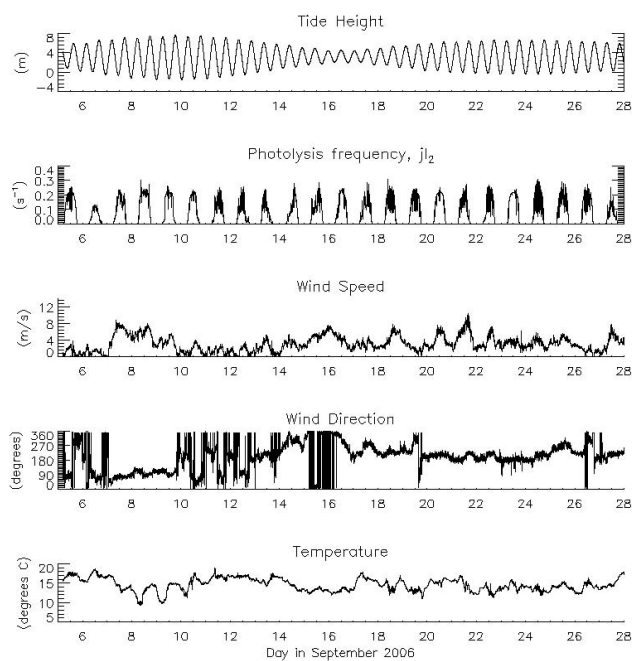 Tide Height
8
4
0
−4
(m)
6 8 10 12 14 16 18 20 22 24 26 28
Photolysis frequency, jI₂
0.4
0.3
0.2
0.1
0.0
(s⁻¹)
6 8 10 12 14 16 18 20 22 24 26 28
Wind Speed
12
8
4
0
(m/s)
6 8 10 12 14 16 18 20 22 24 26 28
Wind Direction
360
270
180
90
0
(degrees)
6 8 10 12 14 16 18 20 22 24 26 28
Temperature
20
15
10
5
(degrees C)
6 8 10 12 14 16 18 20 22 24 26 28
Day in September 2006